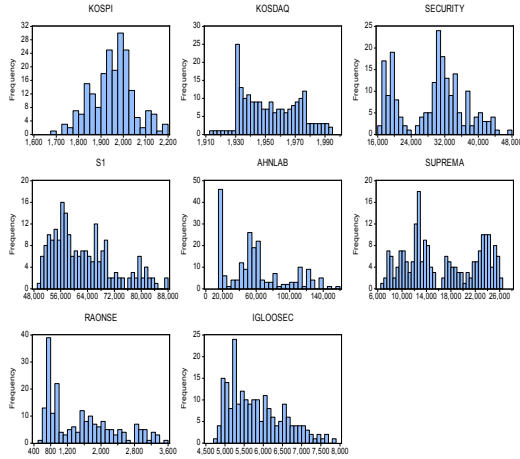 KOSPI
KOSDAQ
SECURITY
Frequency
32
28
24
20
16
12
8
4
0
1,600 1,700 1,800 1,900 2,000 2,100 2,200
Frequency
30
25
20
15
10
5
0
1,910 1,930 1,950 1,970 1,990
Frequency
25
20
15
10
5
0
16,000 24,000 32,000 40,000 48,000
S1
AHNLAB
SUPREMA
Frequency
20
16
12
8
4
0
48,000 56,000 64,000 72,000 80,000 88,000
Frequency
50
40
30
20
10
0
0 20,000 60,000 100,000 140,000
Frequency
20
16
12
8
4
0
6,000 10,000 14,000 18,000 22,000 26,000
RAONSE
IGLOOSEC
Frequency
40
30
20
10
0
400 800 1,200 2,000 2,800 3,600
Frequency
25
20
15
10
5
0
4,500 5,000 5,500 6,000 6,500 7,000 7,500 8,000